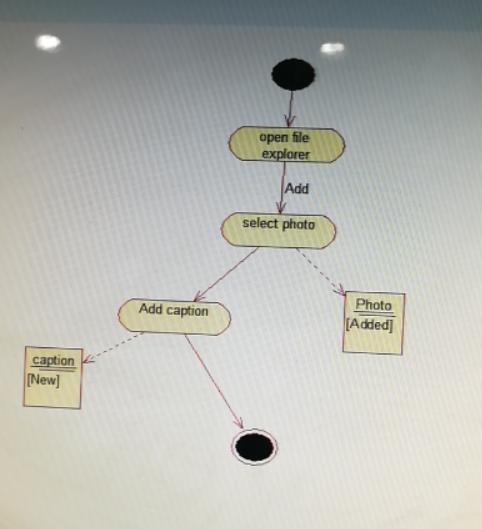 open file
explorer
Add
select photo
Add caption
Photo
[Added]
caption
[New]